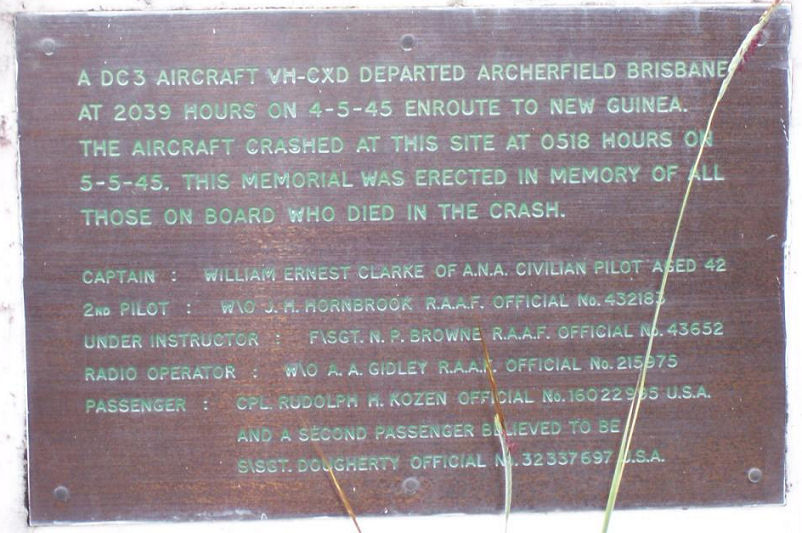 A DC3 AIRCRAFT VH-CXD DEPARTED ARCHERFIELD BRISBANE
AT 2039 HOURS ON 4-5-45 ENROUTE TO NEW GUINEA.
THE AIRCRAFT CRASHED AT THIS SITE AT 0518 HOURS ON
5-5-45. THIS MEMORIAL WAS ERECTED IN MEMORY OF ALL
THOSE ON BOARD WHO DIED IN THE CRASH.
CAPTAIN : WILLIAM ERNEST CLARKE OF A.N.A. CIVILIAN PILOT AGED 42
2ND PILOT : W\O J. H. HORNBROOK R.A.A.F. OFFICIAL No. 432183
UNDER INSTRUCTOR : F\SGT. N. P. BROWNE R.A.A.F. OFFICIAL No. 43652
RADIO OPERATOR : W\O A. A. GIDLEY R.A.A.F. OFFICIAL No. 215975
PASSENGER : CPL. RUDOLPH H. KOZEN OFFICIAL No. 16022995 U.S.A.
AND A SECOND PASSENGER BELIEVED TO BE
S\SGT. DOUGHERTY OFFICIAL No. 32337697 U.S.A.